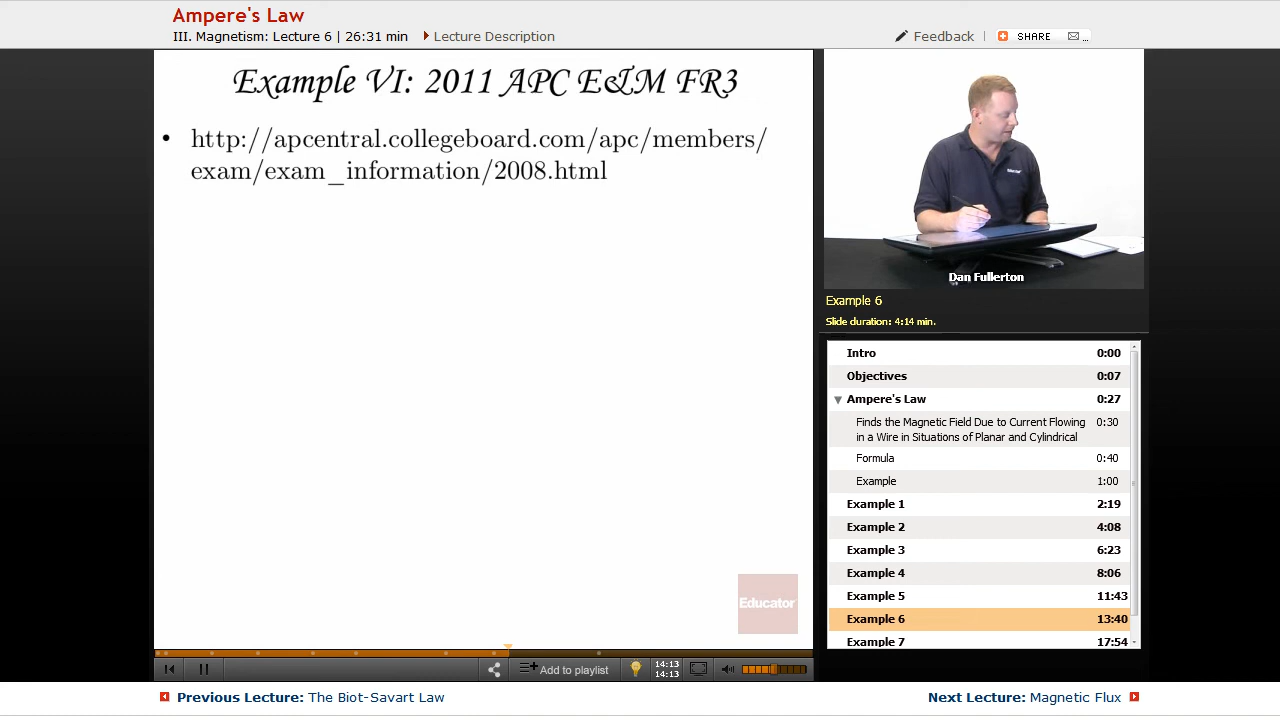 Ampere's Law
III. Magnetism: Lecture 6 | 26:31 min
Lecture Description
Feedback
SHARE
...
Example VI: 2011 APC E&M FR3
• http://apcentral.collegeboard.com/apc/members/
exam/exam_information/2008.html
Educator
Dan Fullerton
Example 6
Slide duration: 4:14 min.
Intro 0:00
Objectives 0:07
Ampere's Law 0:27
Finds the Magnetic Field Due to Current Flowing 0:30
in a Wire in Situations of Planar and Cylindrical
Formula 0:40
Example 1:00
Example 1 2:19
Example 2 4:08
Example 3 6:23
Example 4 8:06
Example 5 11:43
Example 6 13:40
Example 7 17:54
Add to playlist
14:13
14:13
Previous Lecture: The Biot-Savart Law
Next Lecture: Magnetic Flux